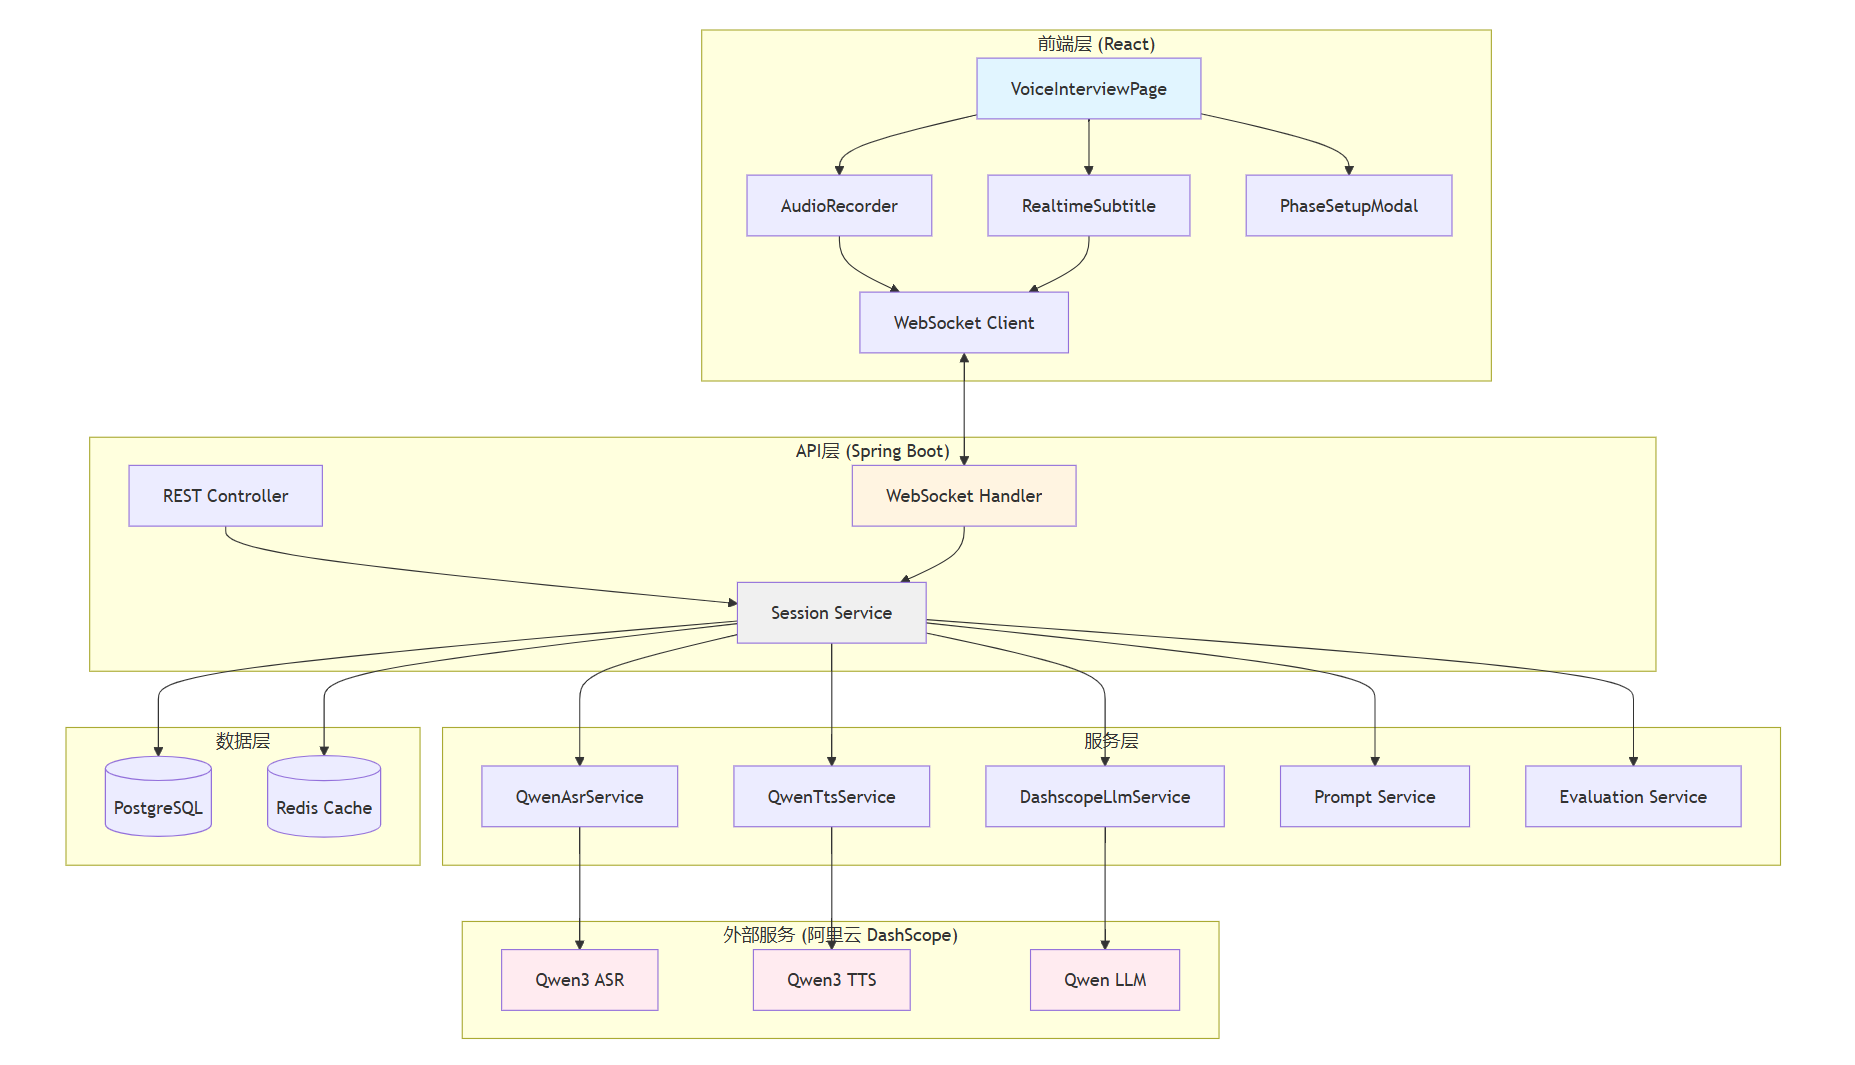 前端层 (React)
VoiceInterviewPage
AudioRecorder
RealtimeSubtitle
PhaseSetupModal
WebSocket Client
API层 (Spring Boot)
REST Controller
WebSocket Handler
Session Service
数据层
PostgreSQL
Redis Cache
服务层
QwenAsrService
QwenTtsService
DashscopeLlmService
Prompt Service
Evaluation Service
外部服务 (阿里云 DashScope)
Qwen3 ASR
Qwen3 TTS
Qwen LLM